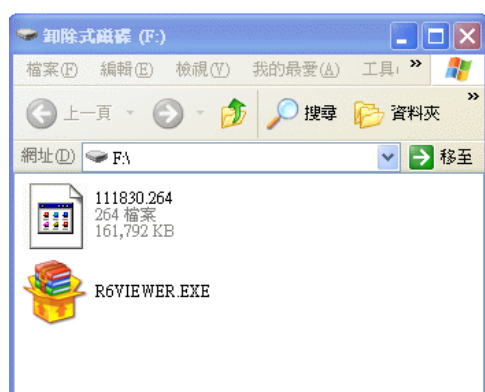 卸除式磁碟 (F:)
檔案(F) 編輯(E) 檢視(V) 我的最愛(A) 工具 »
上一頁 搜尋 資料夾 »
網址(D) F:\ 移至
111830.264
264 檔案
161,792 KB
R6VIEWER.EXE